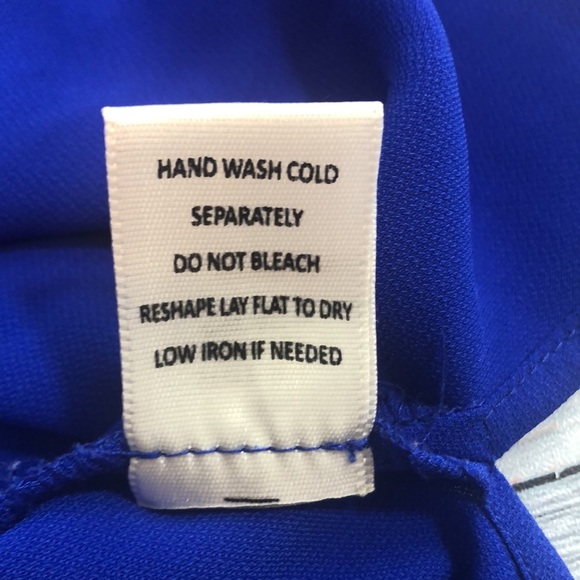 HAND WASH COLD
SEPARATELY
DO NOT BLEACH
RESHAPE LAY FLAT TO DRY
LOW IRON IF NEEDED